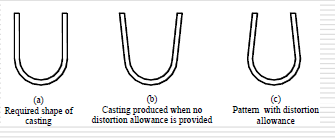 (a)
Required shape of
casting
(b)
Casting produced when no
distortion allowance is provided
(c)
Pattern with distortion
allowance